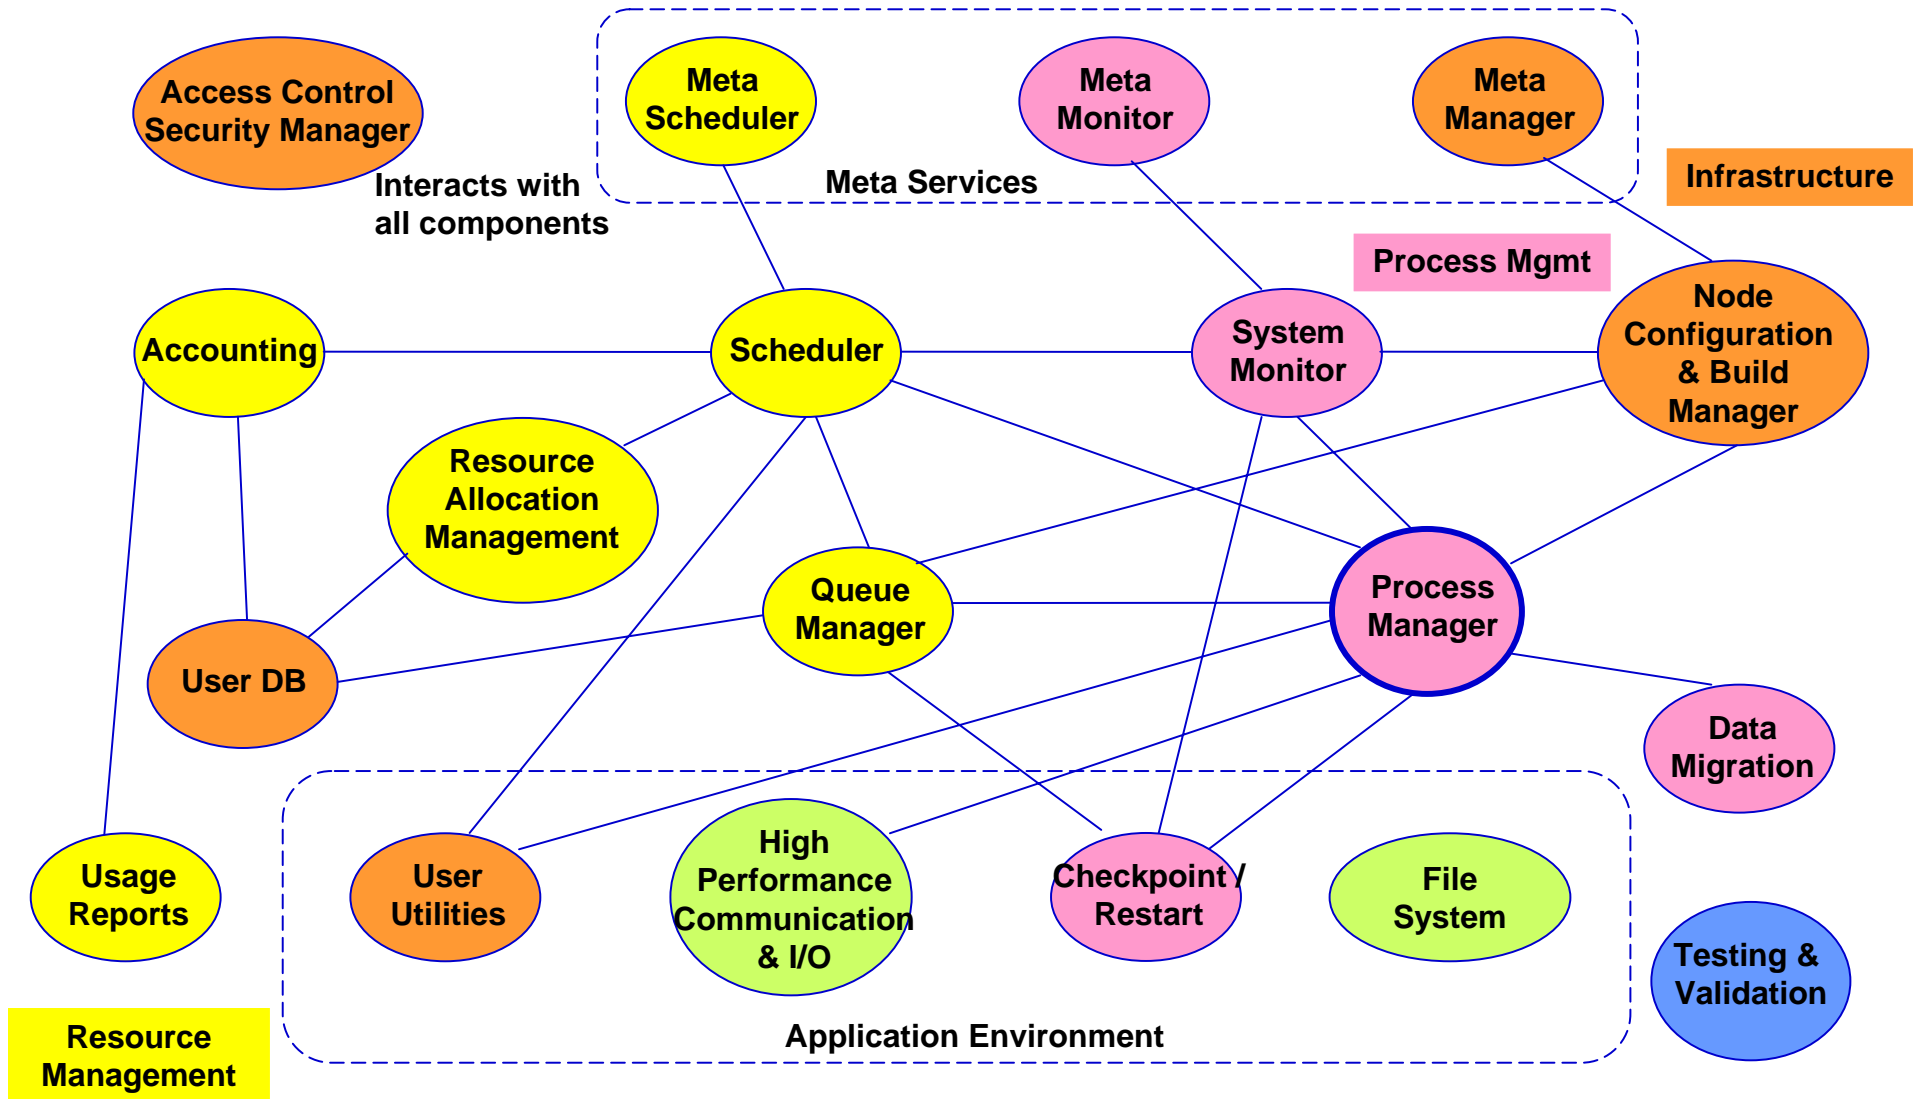 Access Control
Security Manager
Interacts with
all components
Meta
Scheduler
Meta
Monitor
Meta
Manager
Meta Services
Infrastructure
Process Mgmt
Accounting
Scheduler
System
Monitor
Node
Configuration
& Build
Manager
Resource
Allocation
Management
Queue
Manager
Process
Manager
User DB
Data
Migration
Usage
Reports
User
Utilities
High
Performance
Communication
& I/O
Checkpoint /
Restart
File
System
Testing &
Validation
Application Environment
Resource
Management